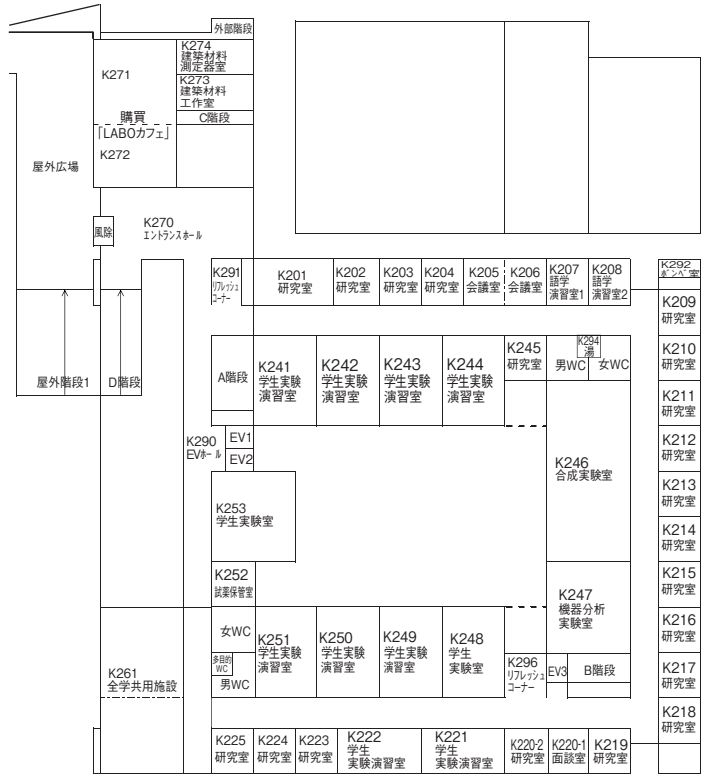 外部階段
K274
建築材料
測定器室
K271
K273
建築材料
工作室
購買
C階段
「LABOカフェ」
K272
屋外広場
風除
K270
エントランスホール
K291
リフレッシュ
コーナー
K201
研究室
K202
研究室
K203
研究室
K204
研究室
K205
会議室
K206
会議室
K207
語学
演習室1
K208
語学
演習室2
K292
ボンベ室
K209
研究室
屋外階段1
D階段
A階段
K241
学生実験
演習室
K242
学生実験
演習室
K243
学生実験
演習室
K244
学生実験
演習室
K245
研究室
K294
湯
男WC
女WC
K210
研究室
K211
研究室
K290
EVホール
EV1
EV2
K246
合成実験室
K212
研究室
K213
研究室
K253
学生実験室
K214
研究室
K252
試薬保管室
K247
機器分析
実験室
K215
研究室
K216
研究室
女WC
多目的
WC
男WC
K251
学生実験
演習室
K250
学生実験
演習室
K249
学生実験
演習室
K248
学生
実験室
K296
リフレッシュ
コーナー
EV3
B階段
K217
研究室
K261
全学共用施設
K218
研究室
K225
研究室
K224
研究室
K223
研究室
K222
学生
実験演習室
K221
学生
実験演習室
K220-2
研究室
K220-1
面談室
K219
研究室